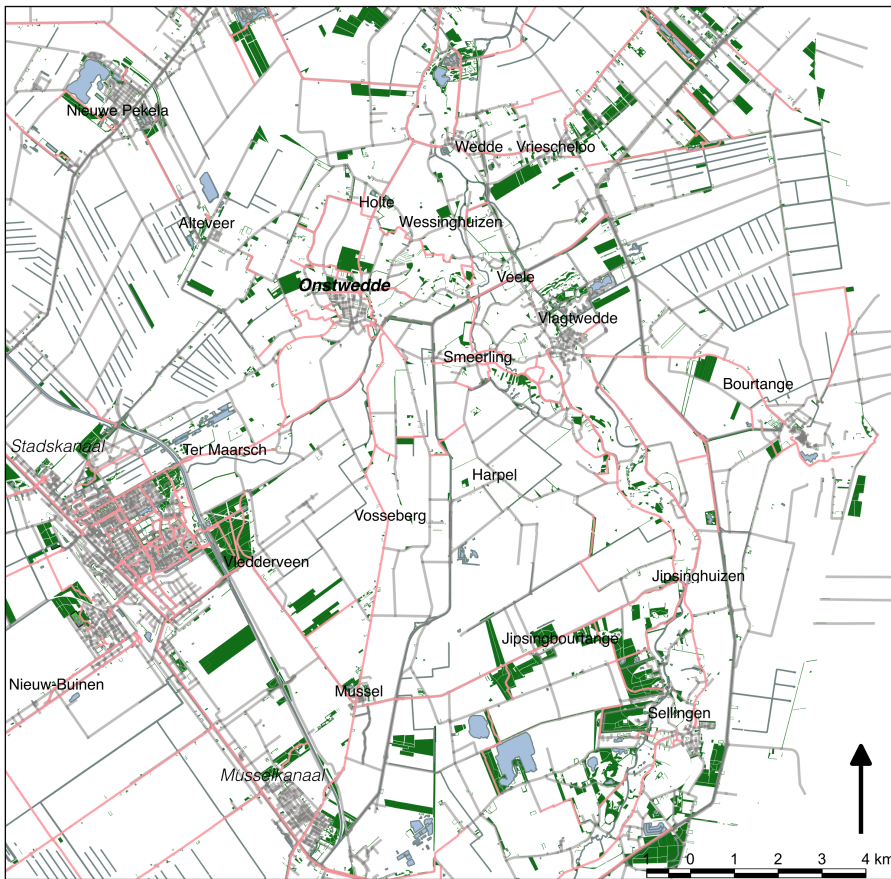 Nieuwe Pekela
Wedde
Vriescheloo
Holte
Alteveer
Wessinghuizen
Veele
Onstwedde
Vlagtwedde
Smeerling
Bourtange
Stadskanaal
Ter Maarsch
Harpel
Vosseberg
Vledderveen
Jipsinghuizen
Jipsingbourtange
Nieuw-Buinen
Mussel
Sellingen
Musselkanaal
1 0 1 2 3 4 km